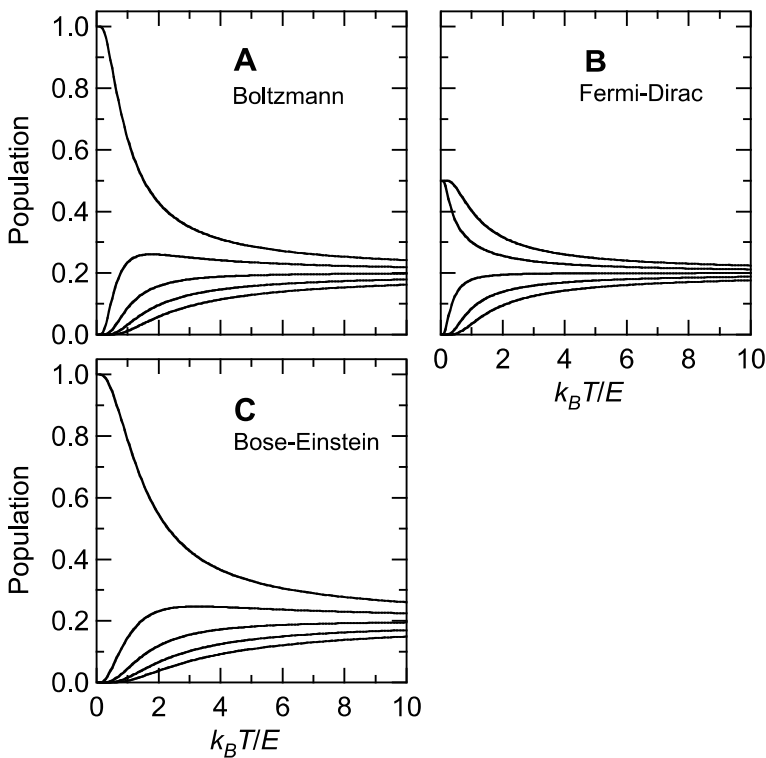 A
Boltzmann
Population
1.0
0.8
0.6
0.4
0.2
0.0
B
Fermi-Dirac
0 2 4 6 8 10
k_BT/E
C
Bose-Einstein
Population
1.0
0.8
0.6
0.4
0.2
0.0
0 2 4 6 8 10
k_BT/E